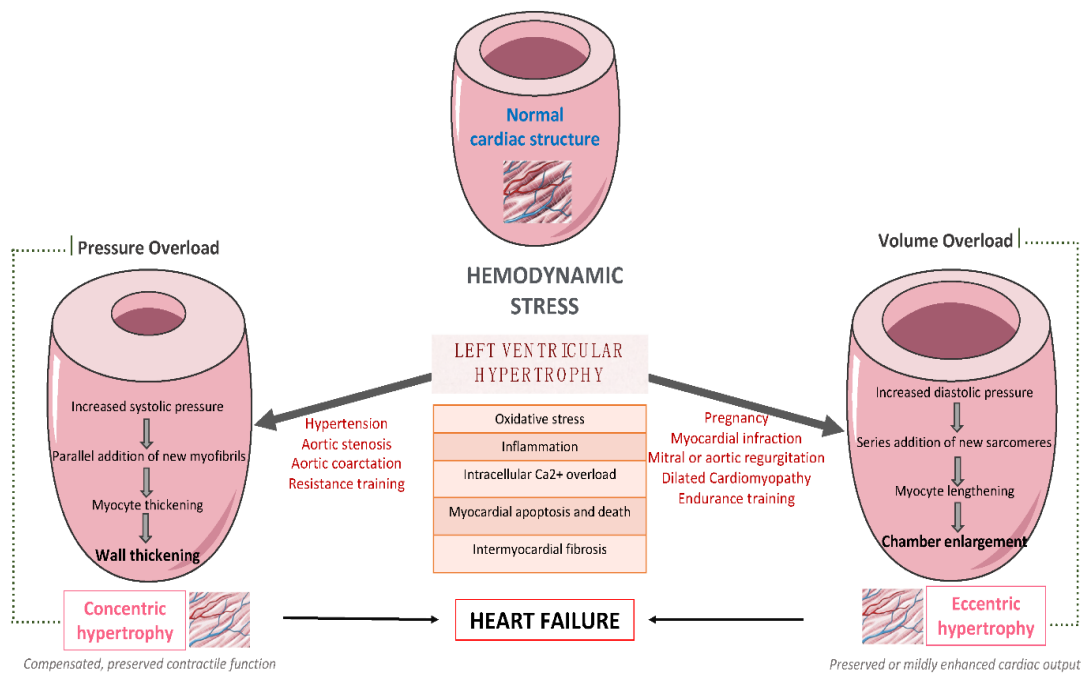 Normal
cardiac structure
Pressure Overload
Volume Overload
HEMODYNAMIC
STRESS
LEFT VENTRICULAR
HYPERTROPHY
Increased systolic pressure
Parallel addition of new myofibrils
Myocyte thickening
Wall thickening
Hypertension
Aortic stenosis
Aortic coarctation
Resistance training
Oxidative stress
Inflammation
Intracellular Ca2+ overload
Myocardial apoptosis and death
Intermyocardial fibrosis
Pregnancy
Myocardial infraction
Mitral or aortic regurgitation
Dilated Cardiomyopathy
Endurance training
Increased diastolic pressure
Series addition of new sarcomeres
Myocyte lengthening
Chamber enlargement
Concentric
hypertrophy
HEART FAILURE
Eccentric
hypertrophy
Compensated, preserved contractile function
Preserved or mildly enhanced cardiac output